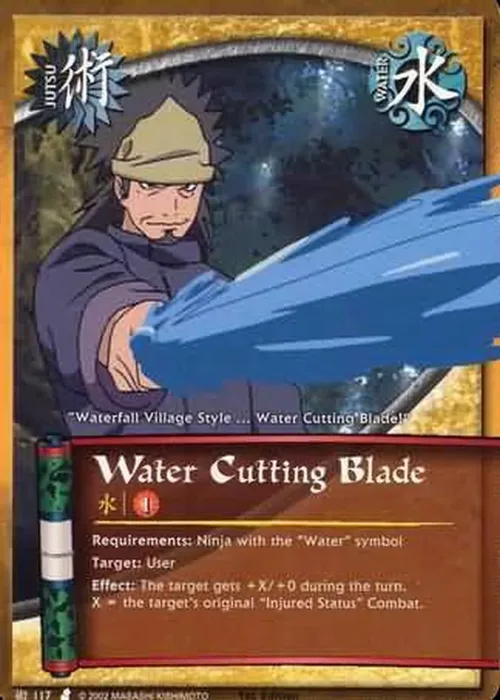 JUTSU 術
WATER 水
"Waterfall Village Style ... Water Cutting Blade!"
Water Cutting Blade
水 1
Requirements: Ninja with the "Water" symbol
Target: User
Effect: The target gets +X/+0 during the turn.
X = the target's original "Injured Status" Combat.
術 117 © 2002 MASASHI KISHIMOTO 1st Edition